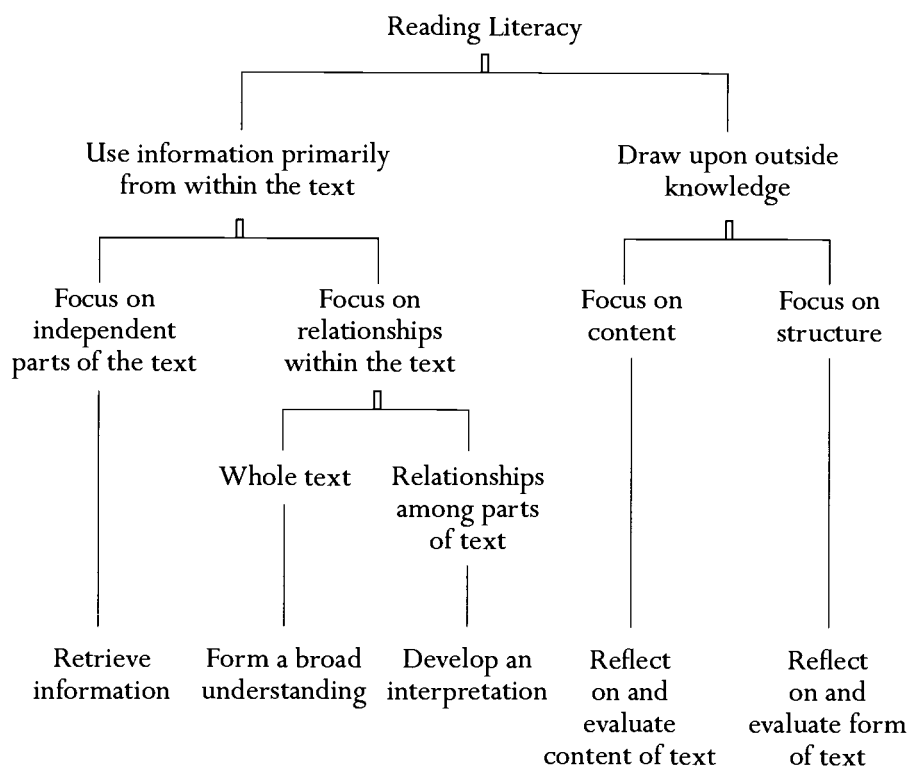 Reading Literacy
Use information primarily
from within the text
Draw upon outside
knowledge
Focus on
independent
parts of the text
Focus on
relationships
within the text
Focus on
content
Focus on
structure
Whole text
Relationships
among parts
of text
Retrieve
information
Form a broad
understanding
Develop an
interpretation
Reflect
on and
evaluate
content of text
Reflect
on and
evaluate form
of text